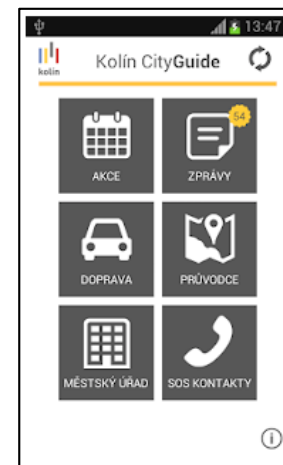 13:47
kolín
Kolín CityGuide
54
AKCE
ZPRÁVY
DOPRAVA
PRŮVODCE
MĚSTSKÝ ÚŘAD
SOS KONTAKTY
i